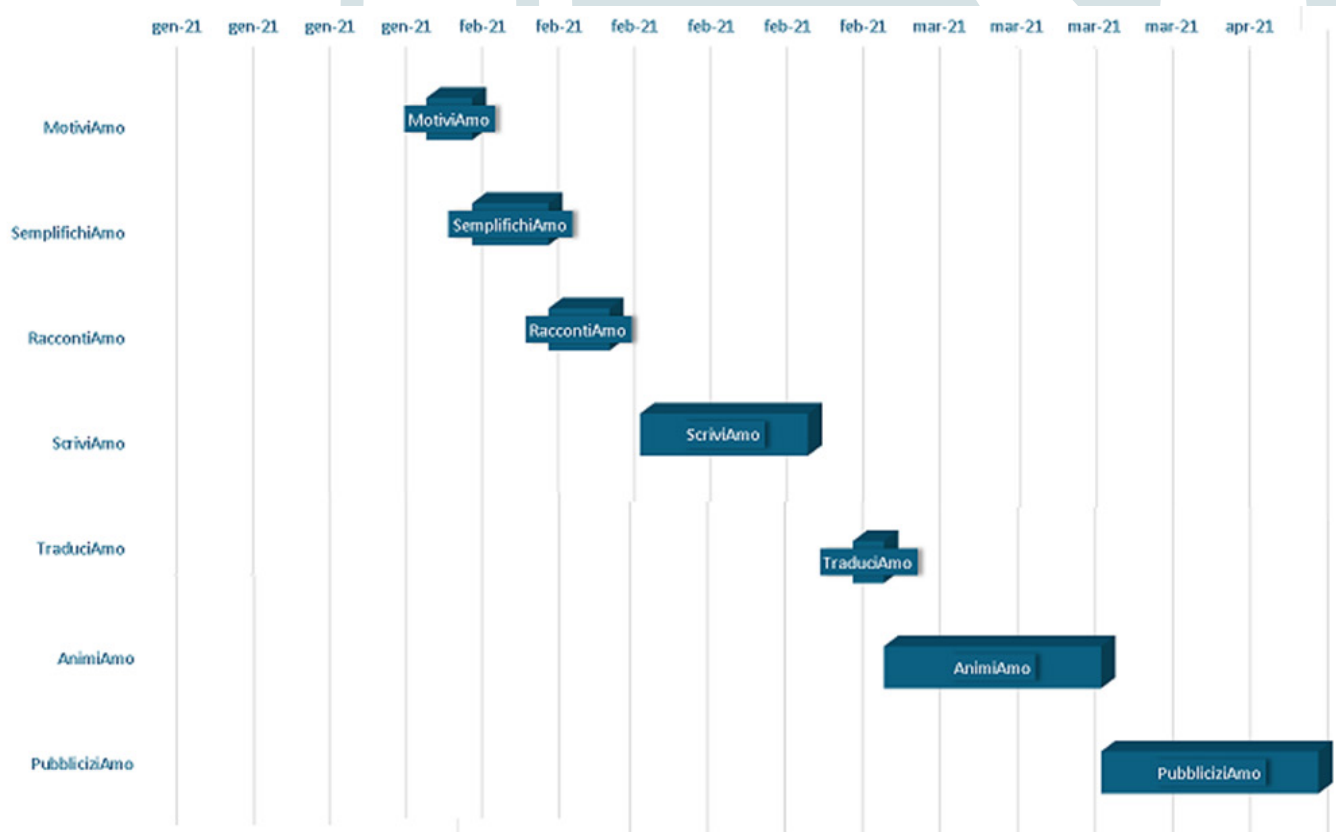 gen-21 gen-21 gen-21 gen-21 feb-21 feb-21 feb-21 feb-21 feb-21 feb-21 mar-21 mar-21 mar-21 mar-21 apr-21
MotiviAmo MotiviAmo
SemplifichiAmo SemplifichiAmo
RaccontiAmo RaccontiAmo
ScriviAmo ScriviAmo
TraduciAmo TraduciAmo
AnimiAmo AnimiAmo
PubbliciziAmo PubbliciziAmo